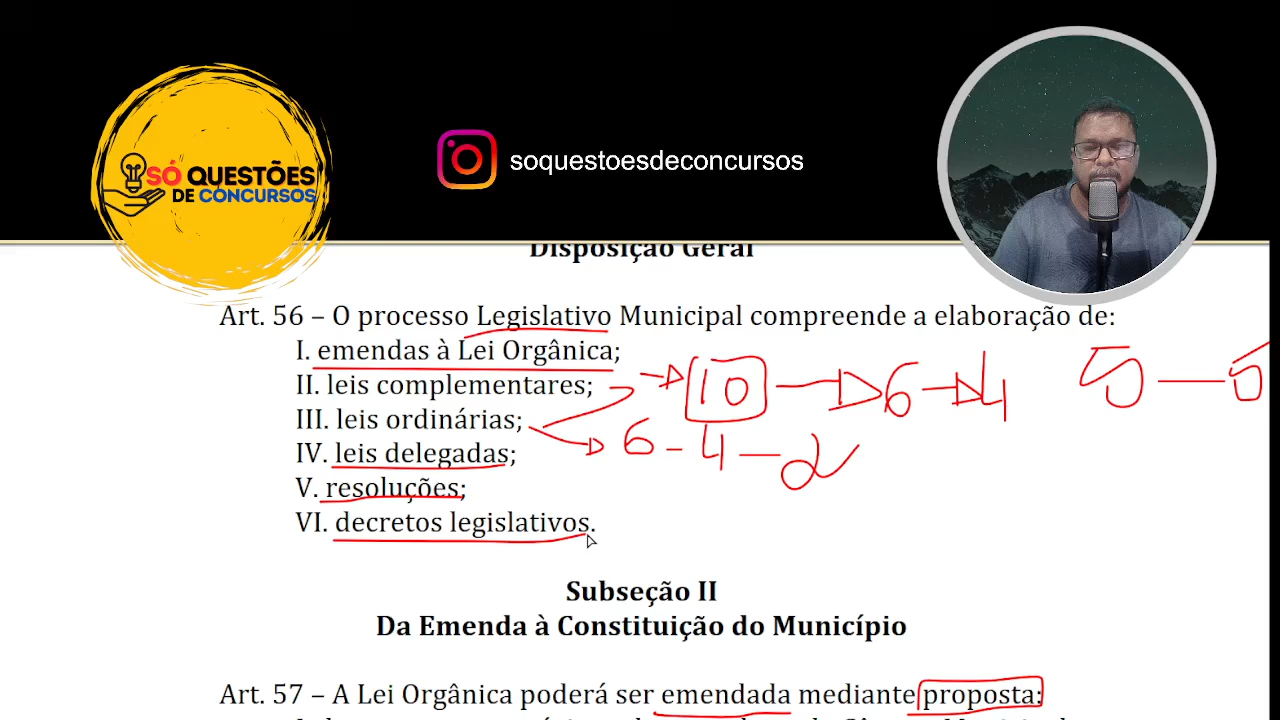 SÓ QUESTÕES
DE CONCURSOS
soquestoesdeconcursos
Disposição Geral
Art. 56 – O processo Legislativo Municipal compreende a elaboração de:
I. emendas à Lei Orgânica;
II. leis complementares;
III. leis ordinárias;
IV. leis delegadas;
V. resoluções;
VI. decretos legislativos.
10 6 4
6 - 4 - 2
5 - 5
Subseção II
Da Emenda à Constituição do Município
Art. 57 – A Lei Orgânica poderá ser emendada mediante proposta: